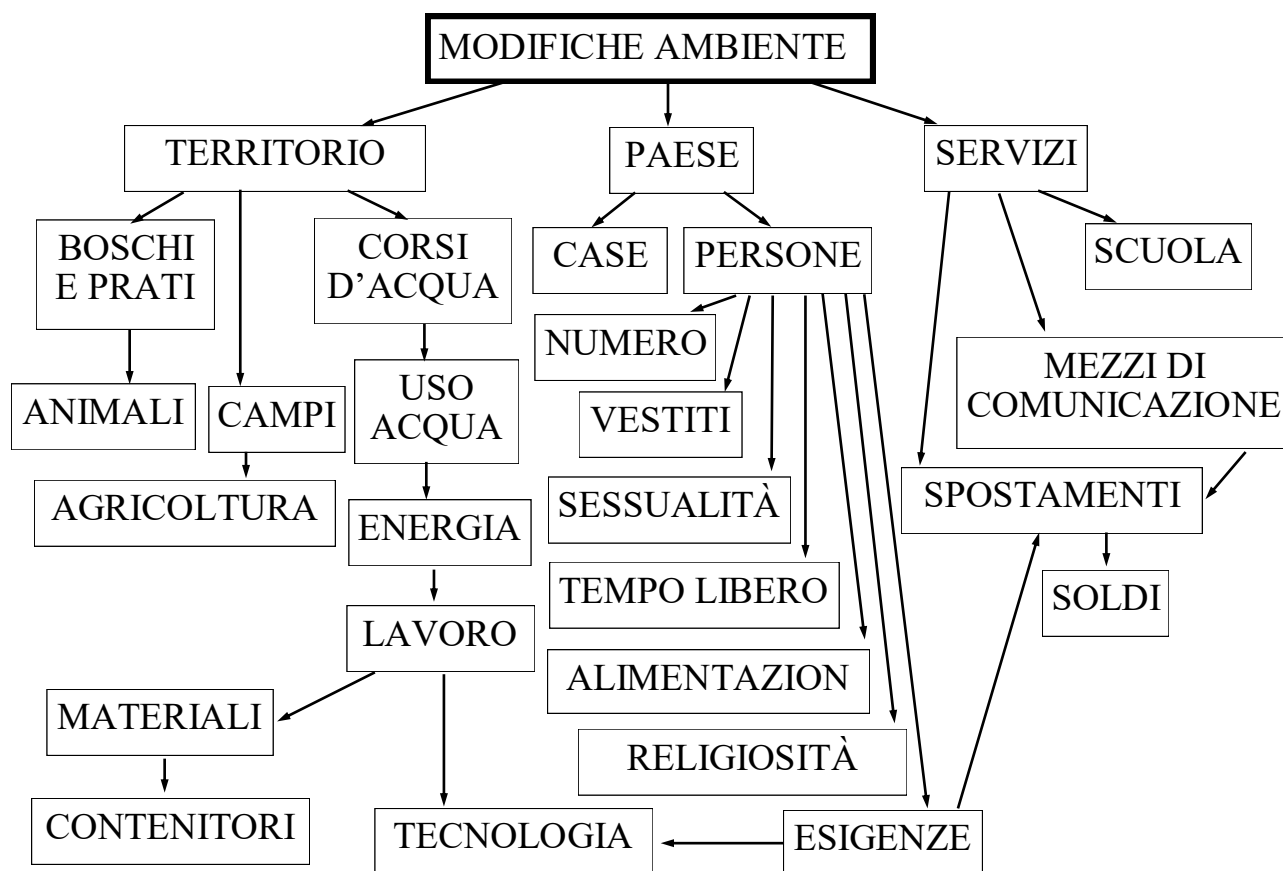 MODIFICHE AMBIENTE
TERRITORIO
PAESE
SERVIZI
BOSCHI
E PRATI
CORSI
D’ACQUA
CASE
PERSONE
SCUOLA
NUMERO
MEZZI DI
COMUNICAZIONE
ANIMALI
CAMPI
USO
ACQUA
VESTITI
AGRICOLTURA
ENERGIA
SESSUALITÀ
SPOSTAMENTI
TEMPO LIBERO
SOLDI
LAVORO
ALIMENTAZION
MATERIALI
RELIGIOSITÀ
CONTENITORI
TECNOLOGIA
ESIGENZE